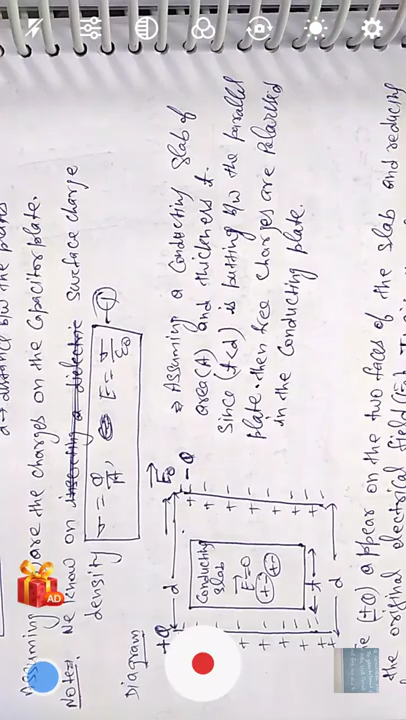 d → distance b/w the plates
Assuming are the charges on the Capacitor plate.
Note:- We know on inserting a dielectric surface charge
density
σ = Q/A, E = σ/ε0 - ①
Diagram
⇒ Assuming a Conducting Slab of
area(A) and thickness t.
Since (t<d) is putting b/w the parallel
plate. then free charges are Polarised
in the Conducting plate.
+Q
d
E0
-Q
Conducting
slab
E=0
t
d
(±Q) appear on the two faces of the slab and reducing
the original electrical field
AD